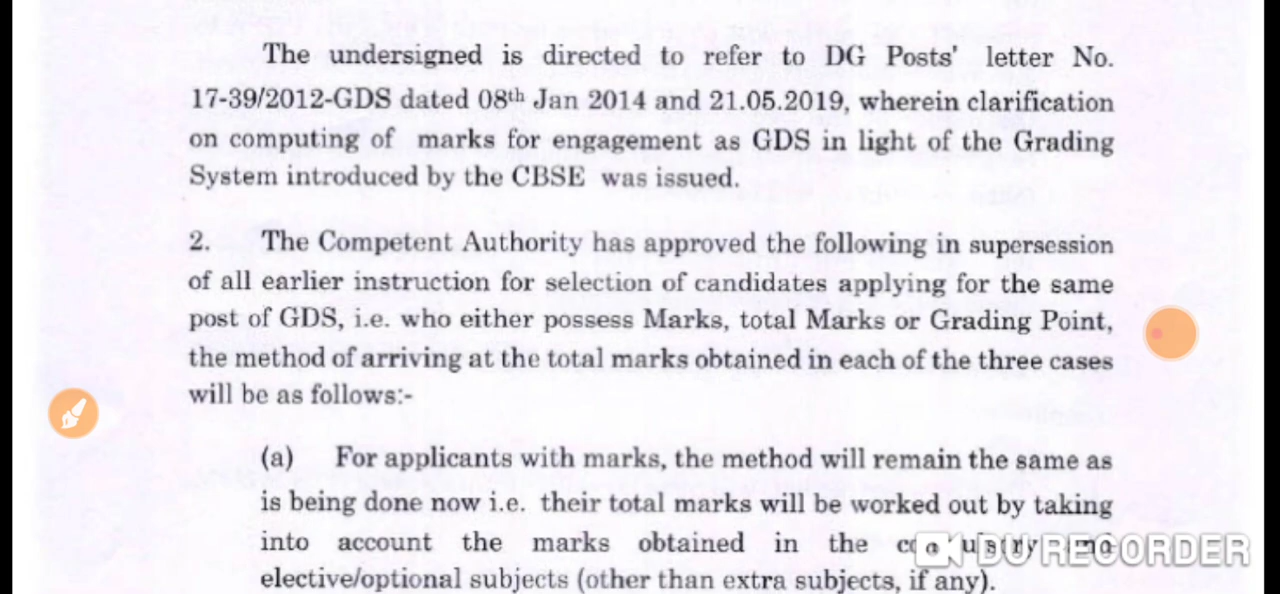 The undersigned is directed to refer to DG Posts' letter No.
17-39/2012-GDS dated 08th Jan 2014 and 21.05.2019, wherein clarification
on computing of marks for engagement as GDS in light of the Grading
System introduced by the CBSE was issued.
2. The Competent Authority has approved the following in supersession
of all earlier instruction for selection of candidates applying for the same
post of GDS, i.e. who either possess Marks, total Marks or Grading Point,
the method of arriving at the total marks obtained in each of the three cases
will be as follows:-
(a) For applicants with marks, the method will remain the same as
is being done now i.e. their total marks will be worked out by taking
into account the marks obtained in the
DU RECORDER
elective/optional subjects (other than extra subjects, if any).